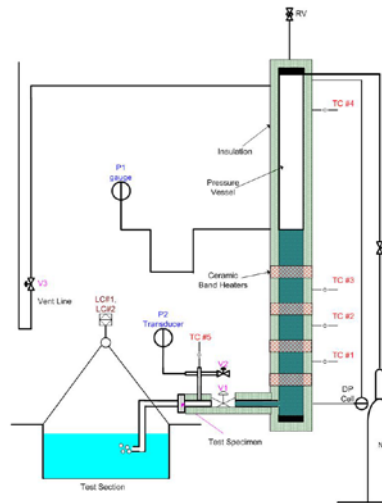 RV
TC #4
P1
gauge
Insulation
Pressure
Vessel
V3
Vent Line
LC#1,
LC#2
Ceramic
Band Heaters
TC #3
P2
Transducer
TC #2
TC #5
V2
TC #1
V1
DP
Cell
Test Specimen
N
Test Section